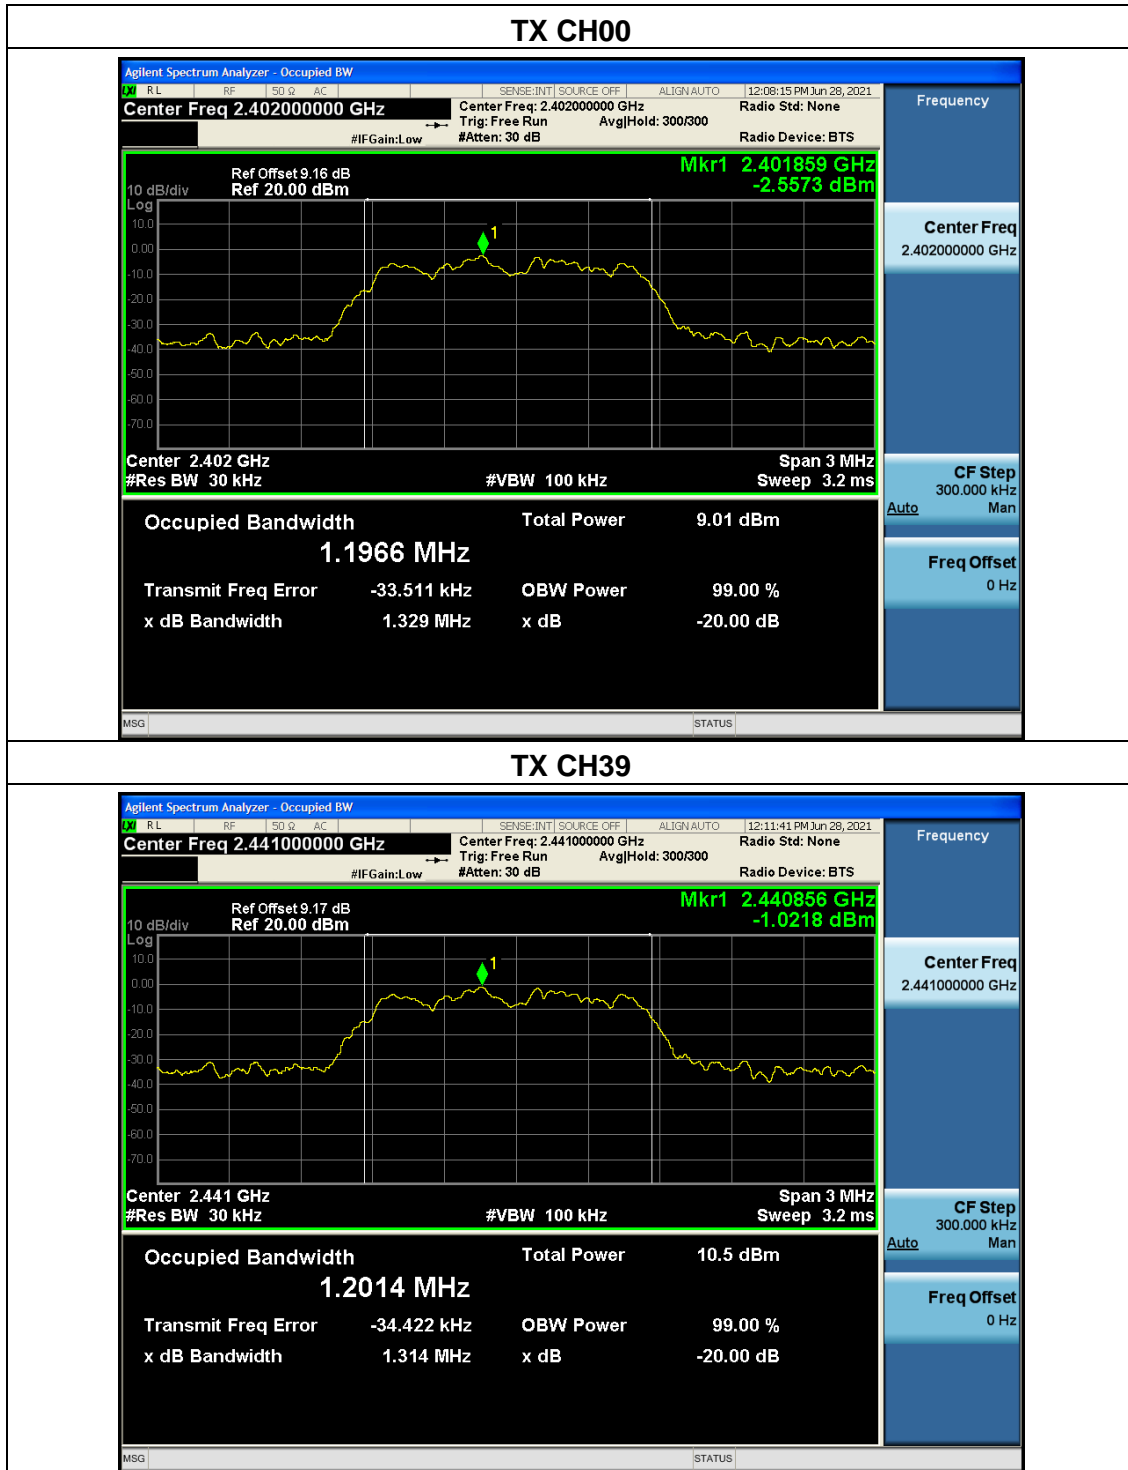 TX CH00
Agilent Spectrum Analyzer - Occupied BW
LXI RL RF 50 Ω AC SENSE:INT SOURCE OFF ALIGN AUTO 12:08:15 PM Jun 28, 2021
Center Freq 2.402000000 GHz
Center Freq: 2.402000000 GHz Radio Std: None
Trig: Free Run Avg|Hold: 300/300
#IFGain:Low #Atten: 30 dB Radio Device: BTS
Frequency
Mkr1 2.401859 GHz
-2.5573 dBm
Ref Offset 9.16 dB
10 dB/div Ref 20.00 dBm
Log
10.0
0.00
-10.0
-20.0
-30.0
-40.0
-50.0
-60.0
-70.0
1
Center Freq
2.402000000 GHz
Center 2.402 GHz Span 3 MHz
#Res BW 30 kHz #VBW 100 kHz Sweep 3.2 ms
CF Step
300.000 kHz
Auto Man
Occupied Bandwidth Total Power 9.01 dBm
1.1966 MHz
Transmit Freq Error -33.511 kHz OBW Power 99.00 %
x dB Bandwidth 1.329 MHz x dB -20.00 dB
Freq Offset
0 Hz
MSG STATUS
TX CH39
Agilent Spectrum Analyzer - Occupied BW
LXI RL RF 50 Ω AC SENSE:INT SOURCE OFF ALIGN AUTO 12:11:41 PM Jun 28, 2021
Center Freq 2.441000000 GHz
Center Freq: 2.441000000 GHz Radio Std: None
Trig: Free Run Avg|Hold: 300/300
#IFGain:Low #Atten: 30 dB Radio Device: BTS
Frequency
Mkr1 2.440856 GHz
-1.0218 dBm
Ref Offset 9.17 dB
10 dB/div Ref 20.00 dBm
Log
10.0
0.00
-10.0
-20.0
-30.0
-40.0
-50.0
-60.0
-70.0
1
Center Freq
2.441000000 GHz
Center 2.441 GHz Span 3 MHz
#Res BW 30 kHz #VBW 100 kHz Sweep 3.2 ms
CF Step
300.000 kHz
Auto Man
Occupied Bandwidth Total Power 10.5 dBm
1.2014 MHz
Transmit Freq Error -34.422 kHz OBW Power 99.00 %
x dB Bandwidth 1.314 MHz x dB -20.00 dB
Freq Offset
0 Hz
MSG STATUS